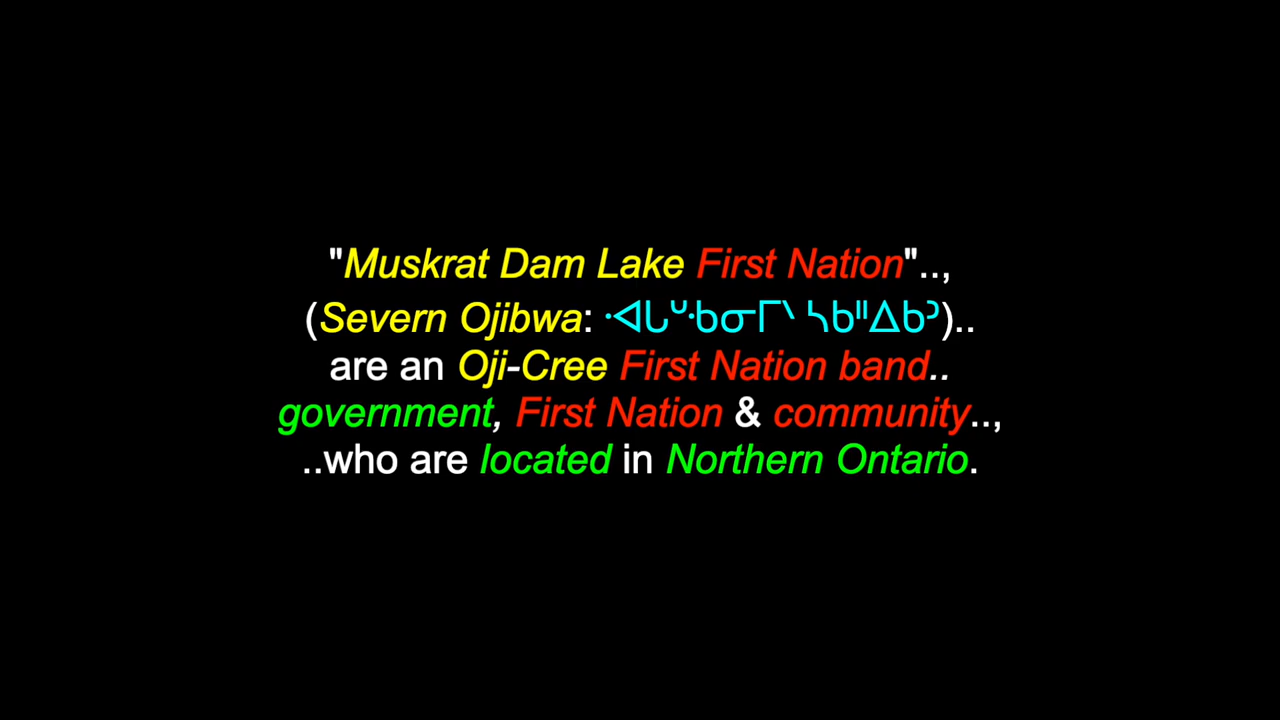 "Muskrat Dam Lake First Nation"..,
(Severn Ojibwa: ᐧᐊᒐᐡᐧᑲᓂᒥᐠ ᓴᑲᐦᐃᑲᐣ)..
are an Oji-Cree First Nation band..
government, First Nation & community..,
..who are located in Northern Ontario.